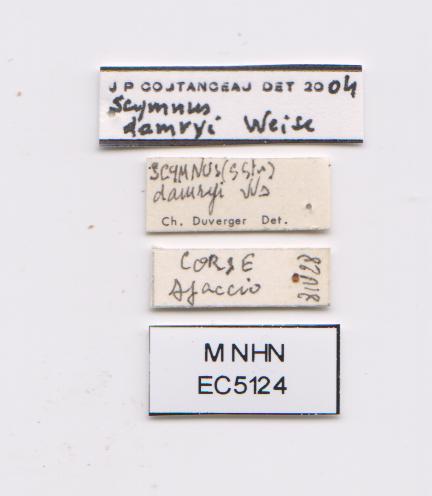 J P COUTANCEAU DET 2004
Scymnus
damryi Weise
SCYMNUS (S Str)
damryi Ws
Ch. Duverger Det.
CORSE
Ajaccio
MNHN
EC5124